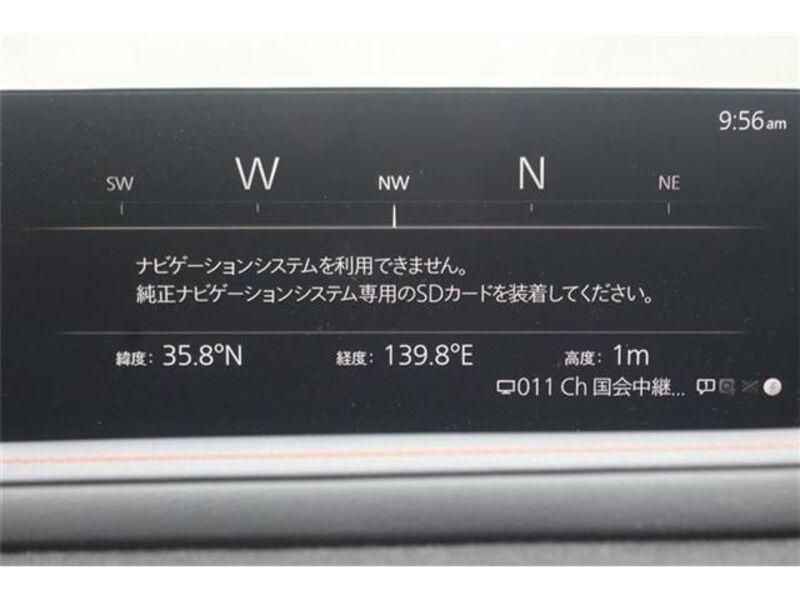 9:56am
SW W NW N NE
ナビゲーションシステムを利用できません。
純正ナビゲーションシステム専用のSDカードを装着してください。
緯度: 35.8°N 経度: 139.8°E 高度: 1m
011 Ch 国会中継...